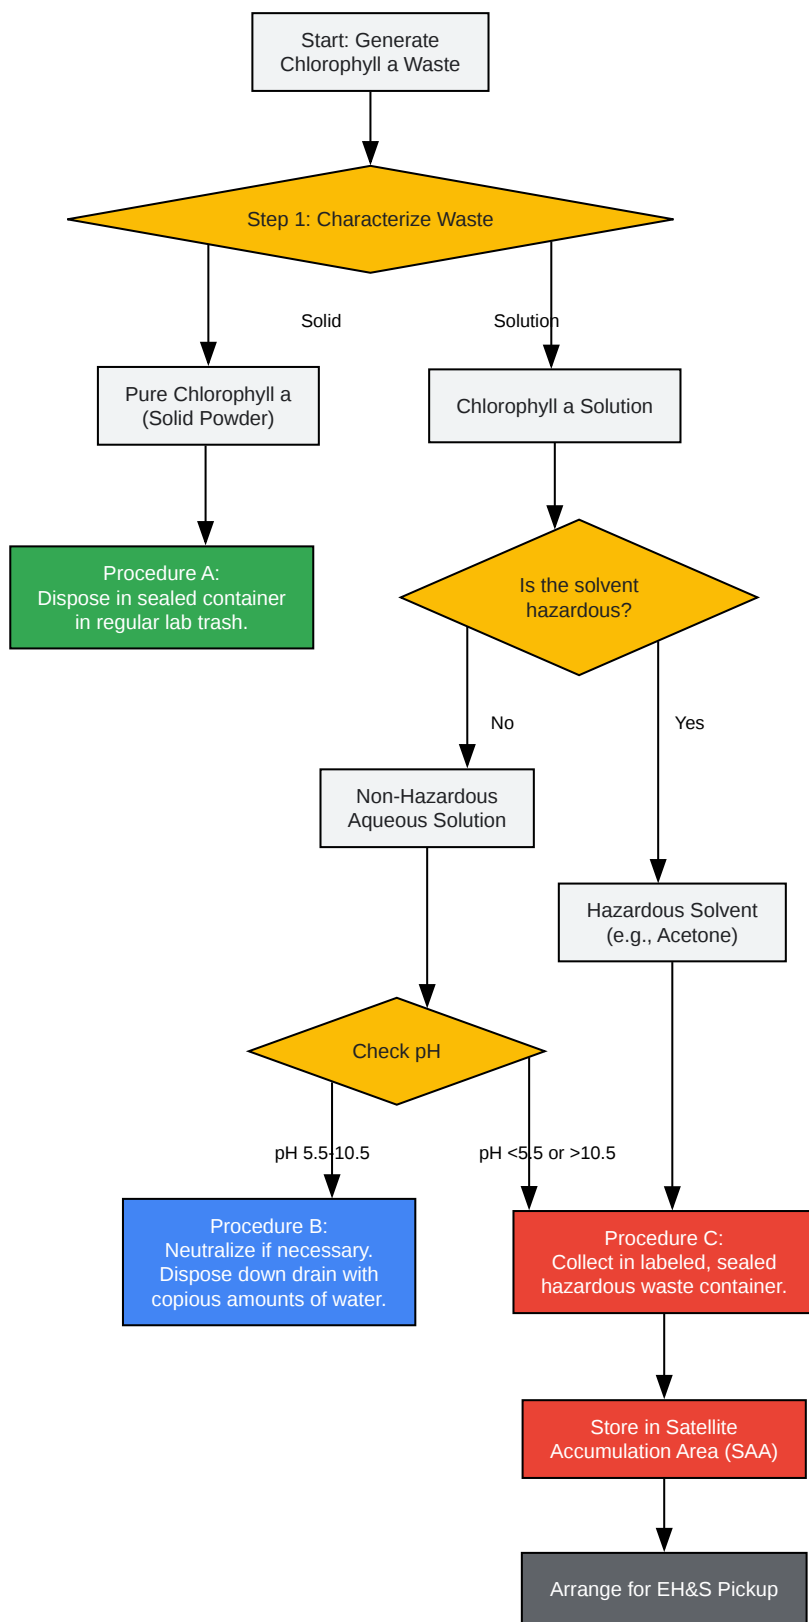 Start: Generate
Chlorophyll a Waste
Step 1: Characterize Waste
Solid
Solution
Pure Chlorophyll a
(Solid Powder)
Chlorophyll a Solution
Procedure A:
Dispose in sealed container
in regular lab trash.
Is the solvent
hazardous?
No
Yes
Non-Hazardous
Aqueous Solution
Hazardous Solvent
(e.g., Acetone)
Check pH
pH 5.5-10.5
pH <5.5 or >10.5
Procedure B:
Neutralize if necessary.
Dispose down drain with
copious amounts of water.
Procedure C:
Collect in labeled, sealed
hazardous waste container.
Store in Satellite
Accumulation Area (SAA)
Arrange for EH&S Pickup